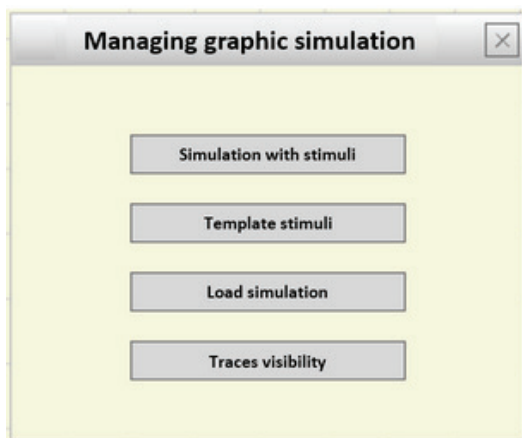 Managing graphic simulation
Simulation with stimuli
Template stimuli
Load simulation
Traces visibility